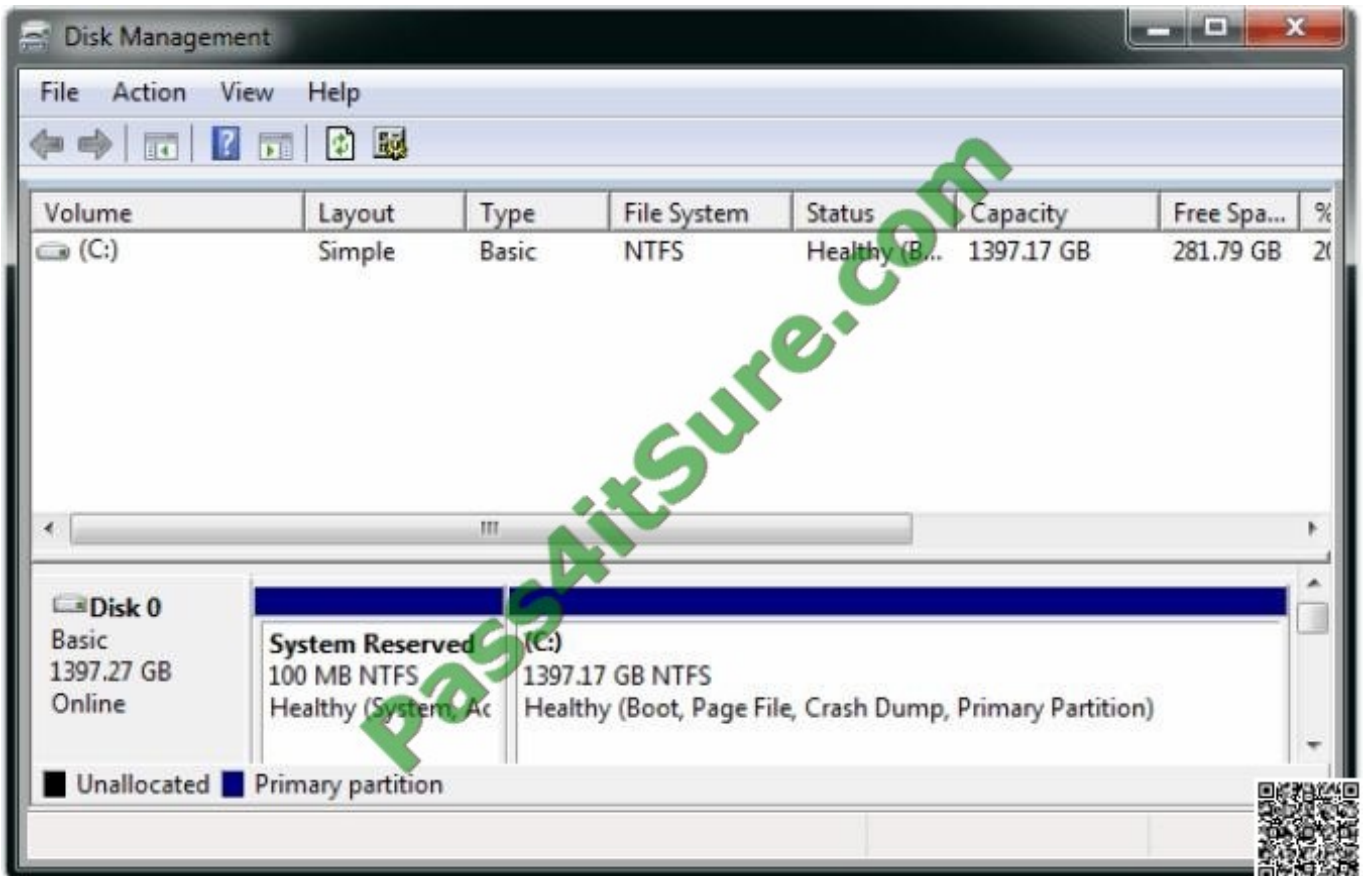 Disk Management
File Action View Help
Volume Layout Type File System Status Capacity Free Spa... %
(C:) Simple Basic NTFS Healthy (B... 1397.17 GB 281.79 GB 20
Disk 0
Basic
1397.27 GB
Online
System Reserved
100 MB NTFS
Healthy (System, Ac
(C:)
1397.17 GB NTFS
Healthy (Boot, Page File, Crash Dump, Primary Partition)
Unallocated Primary partition
Pass4itSure.com